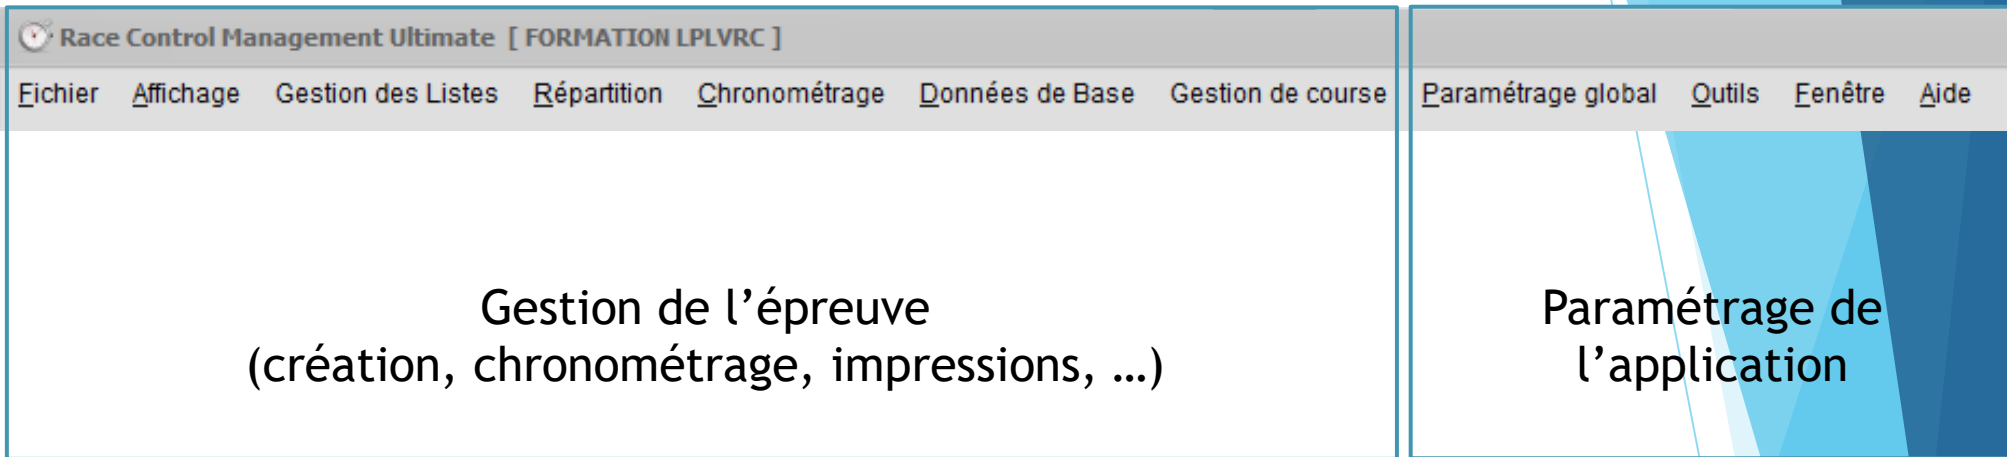 Race Control Management Ultimate [ FORMATION LPLVRC ]
Fichier Affichage Gestion des Listes Répartition Chronométrage Données de Base Gestion de course Paramétrage global Outils Fenêtre Aide
Gestion de l’épreuve
(création, chronométrage, impressions, …)
Paramétrage de
l’application